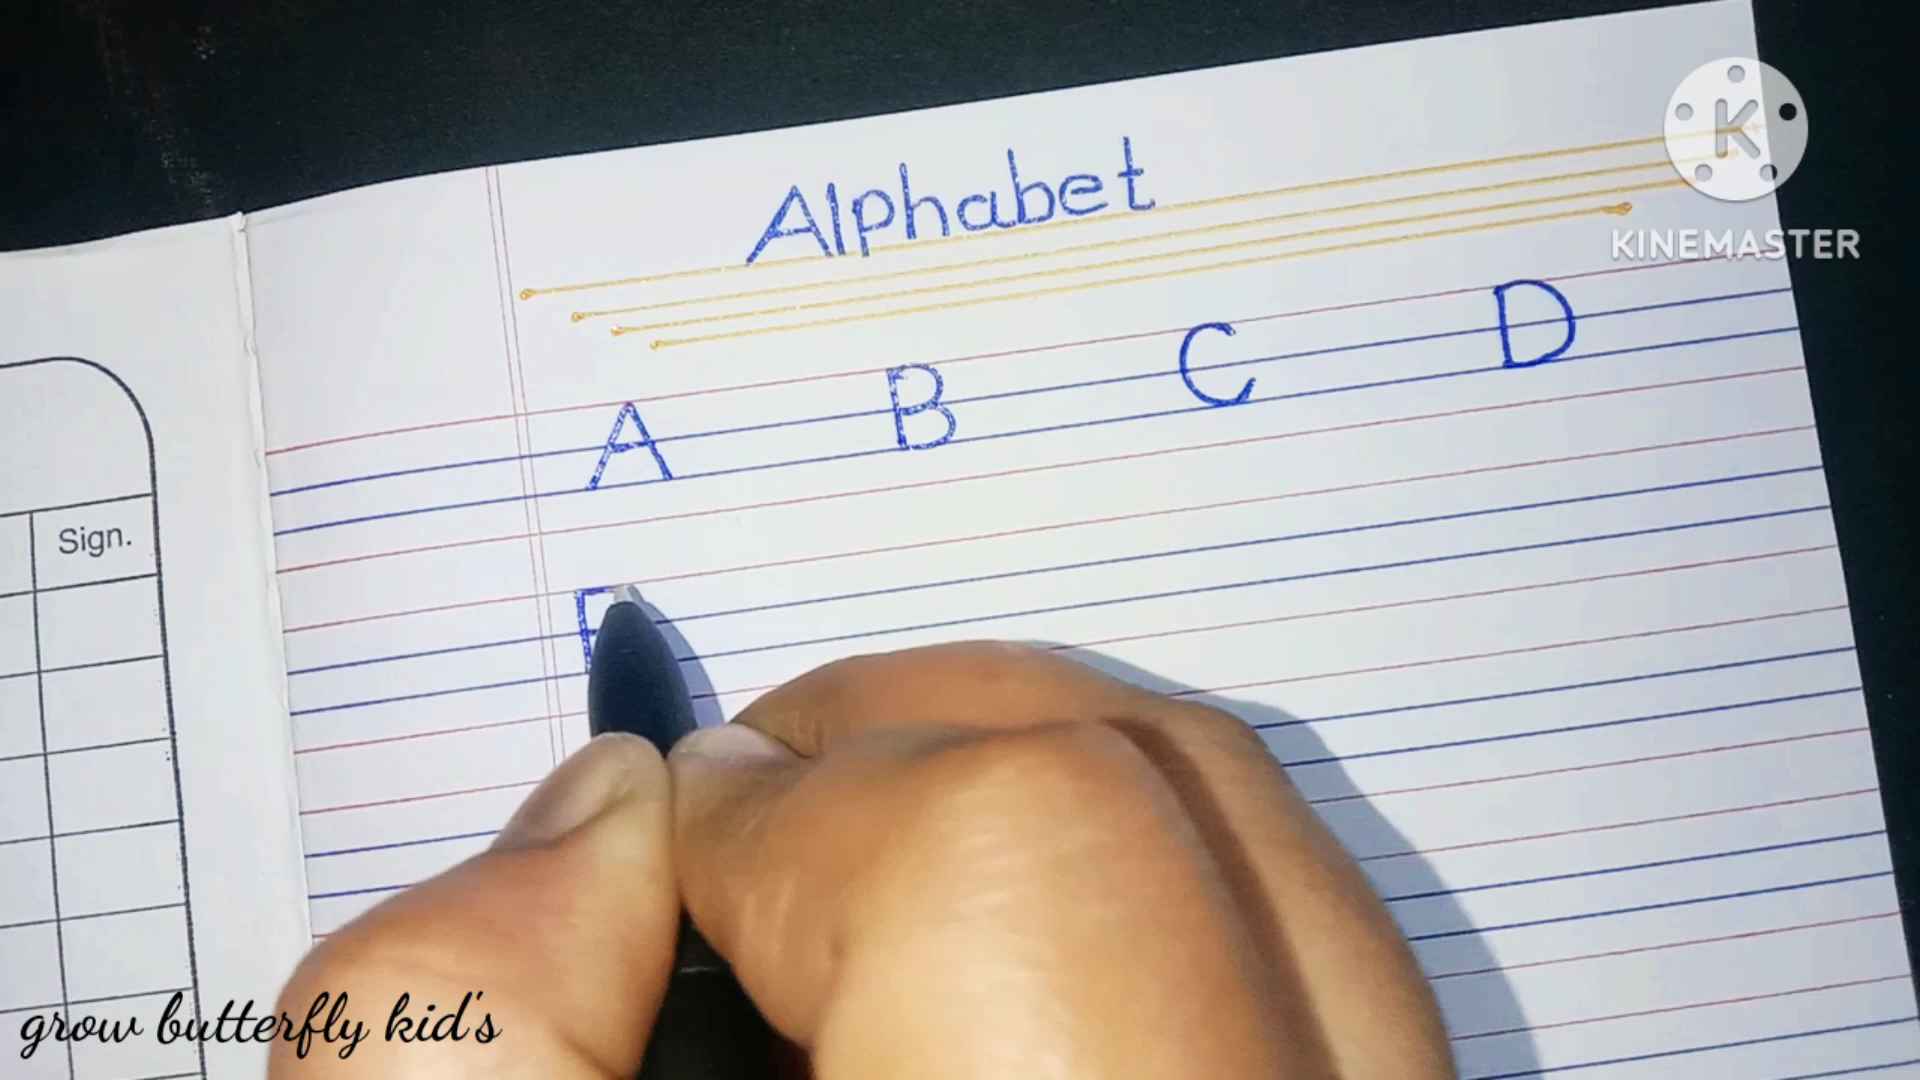 Alphabet
K
KINEMASTER
A B C D
Sign.
grow butterfly kid's